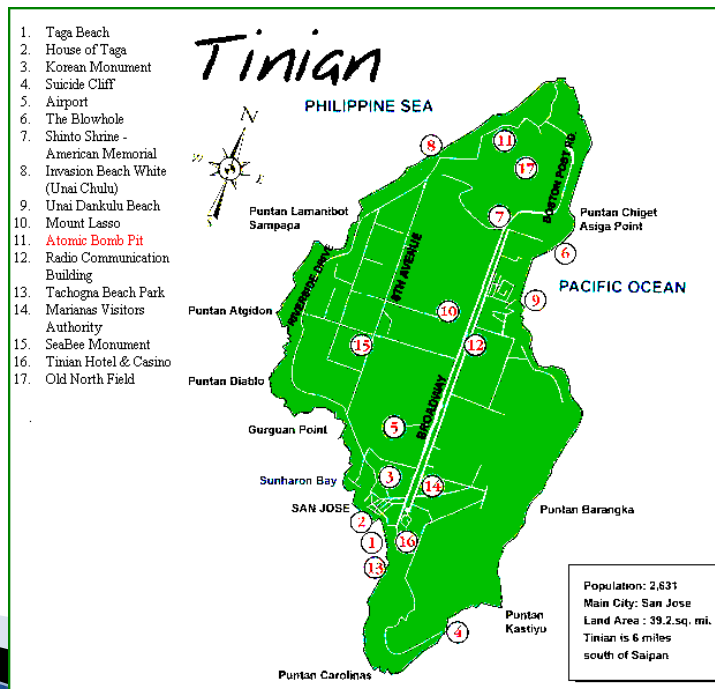 1. Taga Beach
2. House of Taga
3. Korean Monument
4. Suicide Cliff
5. Airport
6. The Blowhole
7. Shinto Shrine -
American Memorial
8. Invasion Beach White
(Unai Chulu)
9. Unai Dankulu Beach
10. Mount Lasso
11. Atomic Bomb Pit
12. Radio Communication
Building
13. Tachogna Beach Park
14. Marianas Visitors
Authority
15. SeaBee Monument
16. Tinian Hotel & Casino
17. Old North Field
Tinian
PHILIPPINE SEA
N
W
E
8
11
17
BOSTON POST RD.
7
Puntan Lamanibot
Sampapa
Puntan Chiget
Asiga Point
6
PACIFIC OCEAN
RIVERSIDE DRIVE
8TH AVENUE
9
Puntan Atgidon
10
15
12
Puntan Diablo
BROADWAY
Gurguan Point
5
Sunharon Bay
3
14
SAN JOSE
Puntan Barangka
2
1
16
13
Puntan
Kastiyu
4
Puntan Carolinas
Population: 2,631
Main City: San Jose
Land Area : 39.2.sq. mi.
Tinian is 6 miles
south of Saipan